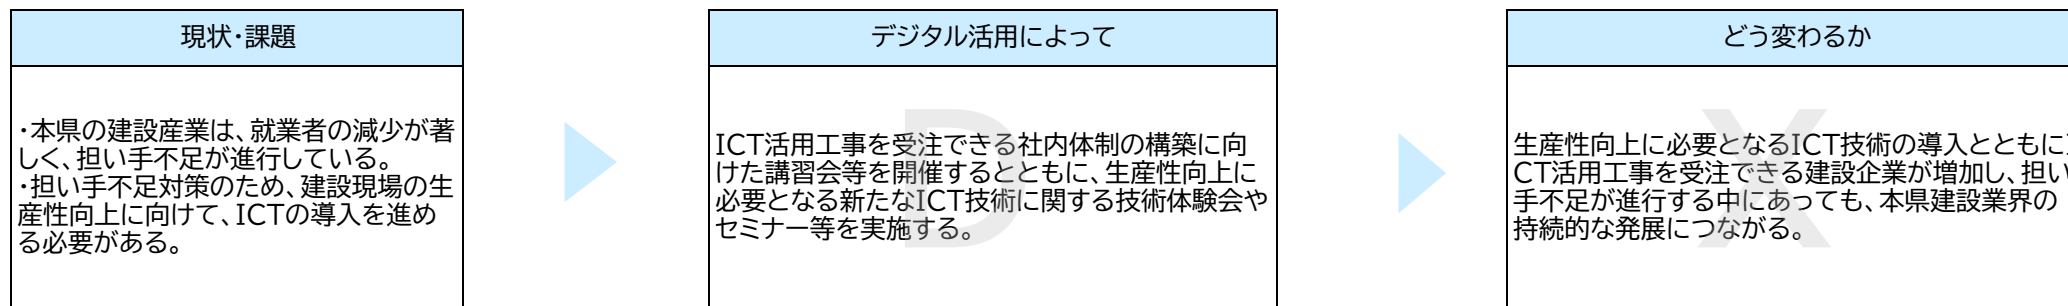 現状・課題
・本県の建設産業は、就業者の減少が著
しく、担い手不足が進行している。
・担い手不足対策のため、建設現場の生
産性向上に向けて、ICTの導入を進め
る必要がある。
デジタル活用によって
D
ICT活用工事を受注できる社内体制の構築に向
けた講習会等を開催するとともに、生産性向上に
必要となる新たなICT技術に関する技術体験会や
セミナー等を実施する。
どう変わるか
X
生産性向上に必要となるICT技術の導入とともに
CT活用工事を受注できる建設企業が増加し、担い
手不足が進行する中にあっても、本県建設業界の
持続的な発展につながる。